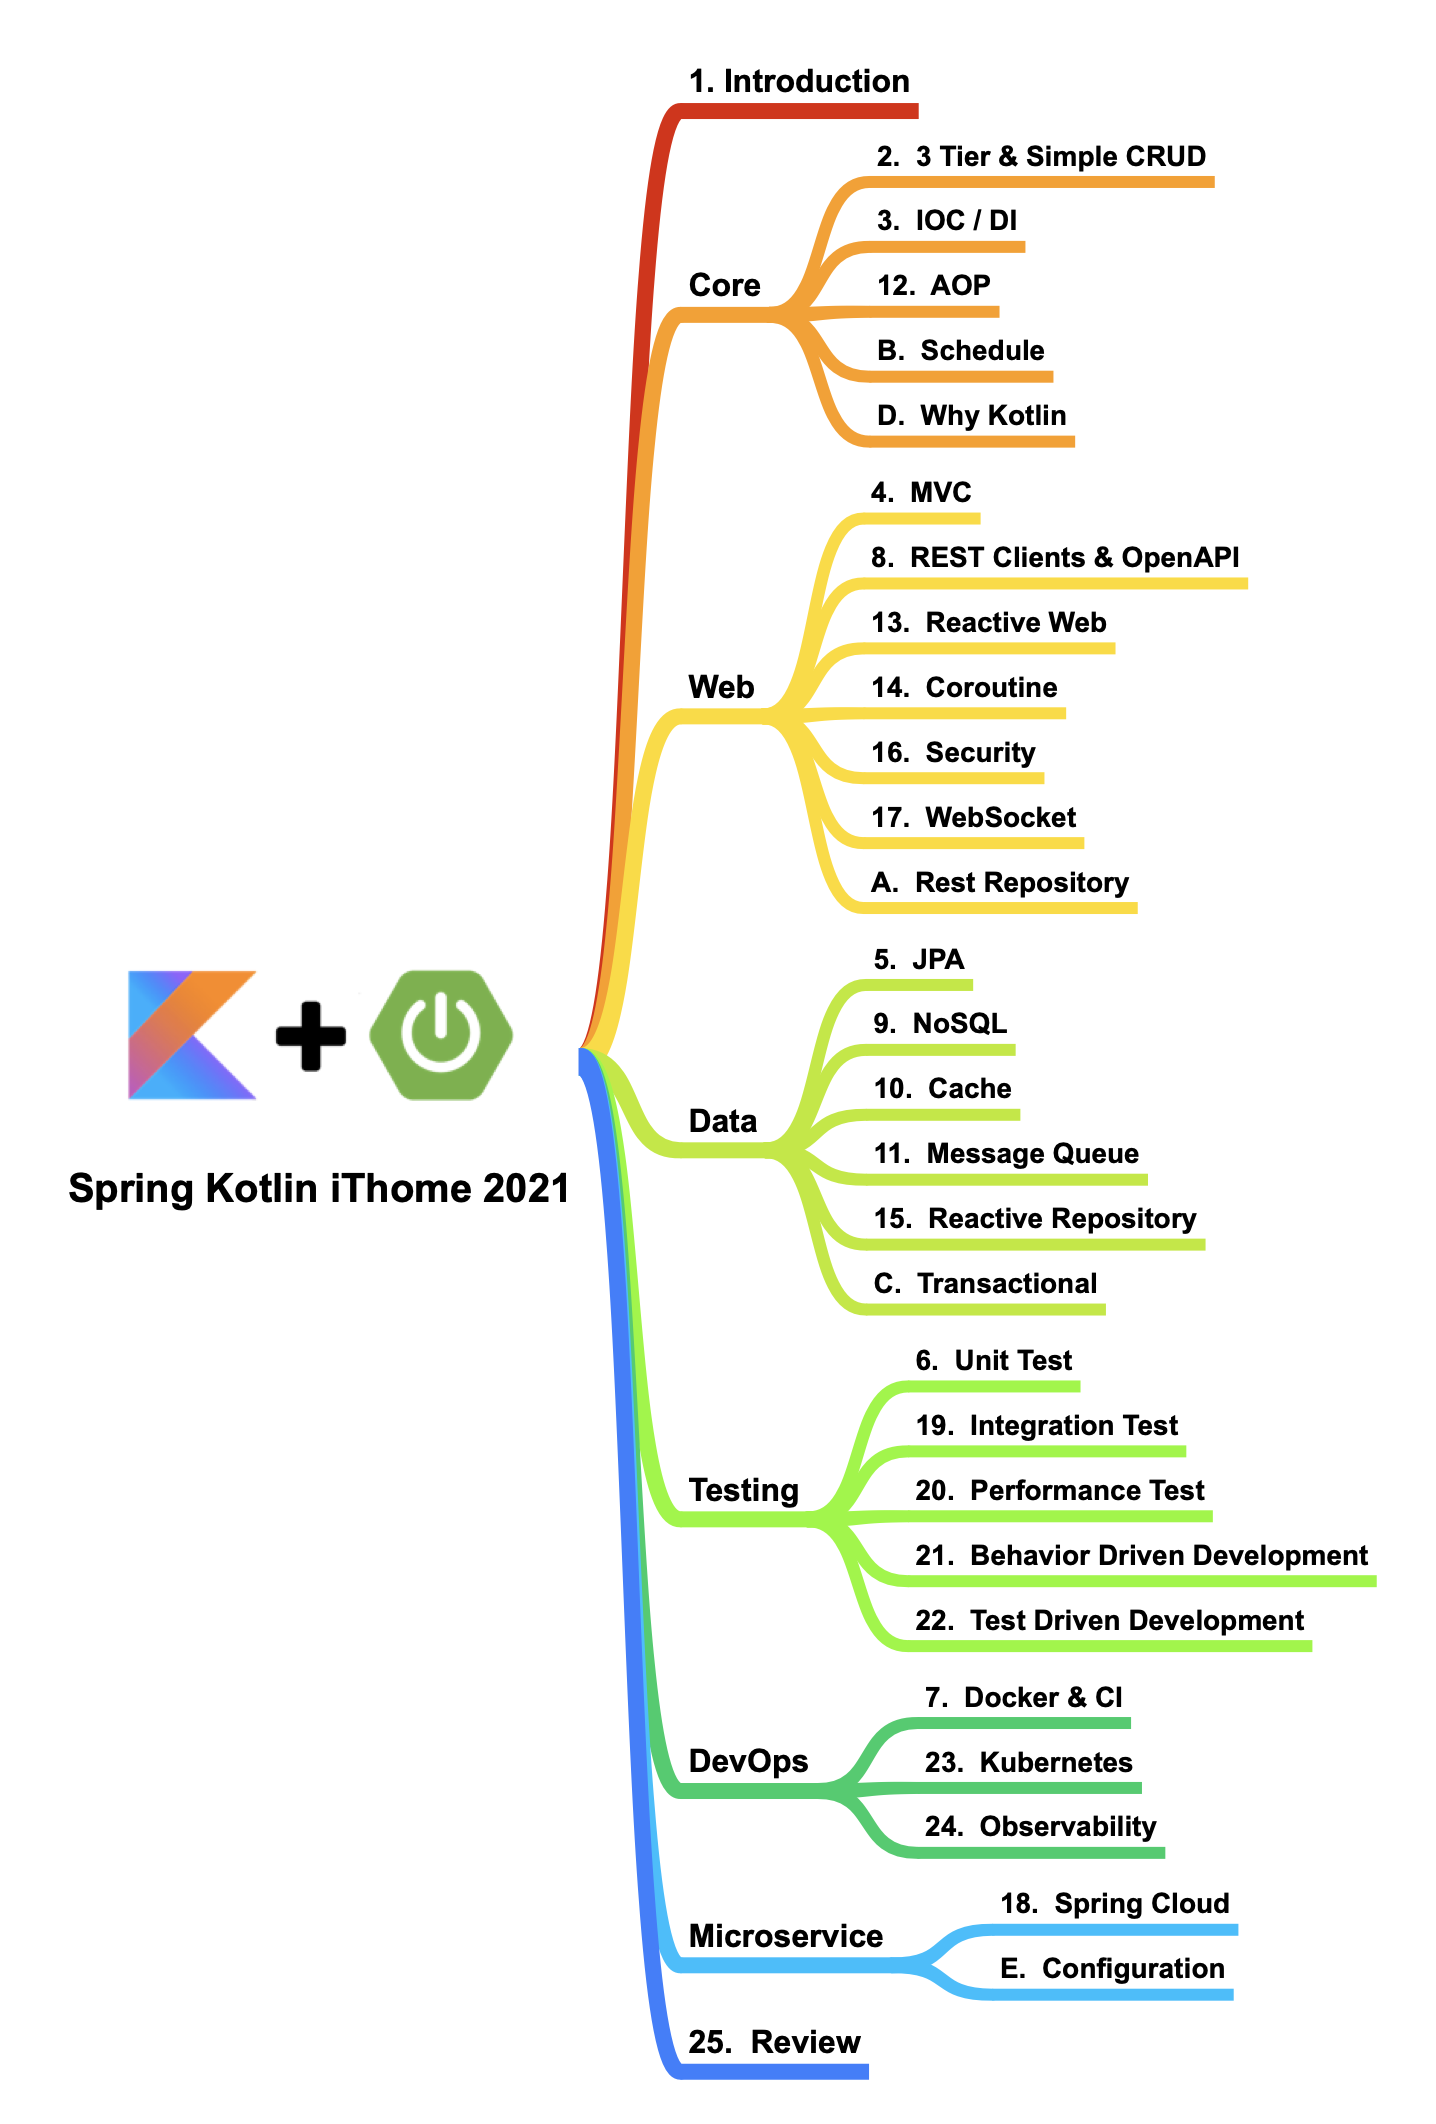 1. Introduction
Core
2. 3 Tier & Simple CRUD
3. IOC / DI
12. AOP
B. Schedule
D. Why Kotlin
Web
4. MVC
8. REST Clients & OpenAPI
13. Reactive Web
14. Coroutine
16. Security
17. WebSocket
A. Rest Repository
Spring Kotlin iThome 2021
Data
5. JPA
9. NoSQL
10. Cache
11. Message Queue
15. Reactive Repository
C. Transactional
Testing
6. Unit Test
19. Integration Test
20. Performance Test
21. Behavior Driven Development
22. Test Driven Development
DevOps
7. Docker & CI
23. Kubernetes
24. Observability
Microservice
18. Spring Cloud
E. Configuration
25. Review